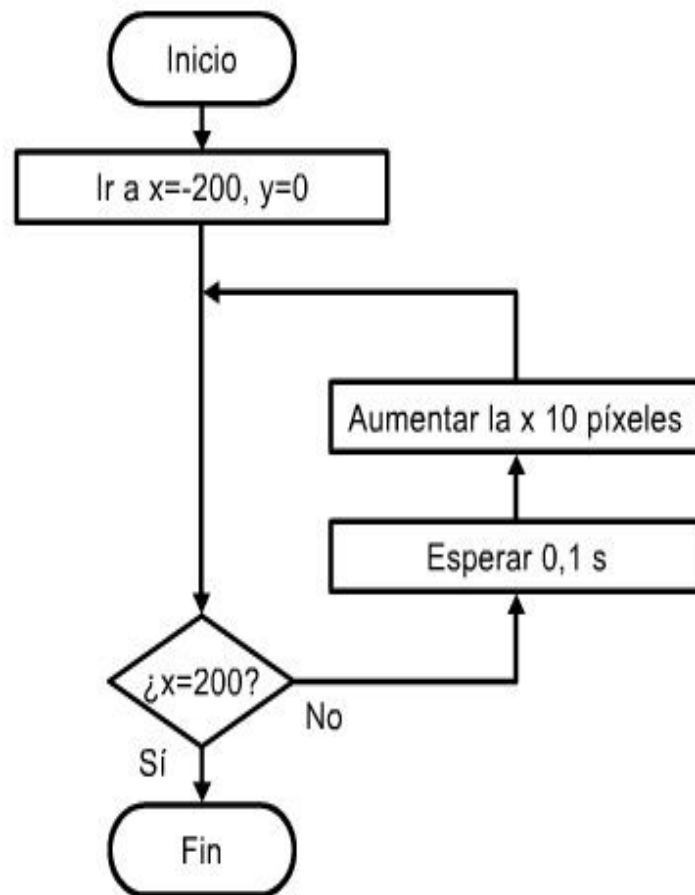 Inicio
Ir a x=-200, y=0
Aumentar la x 10 píxeles
Esperar 0,1 s
¿x=200?
No
Sí
Fin